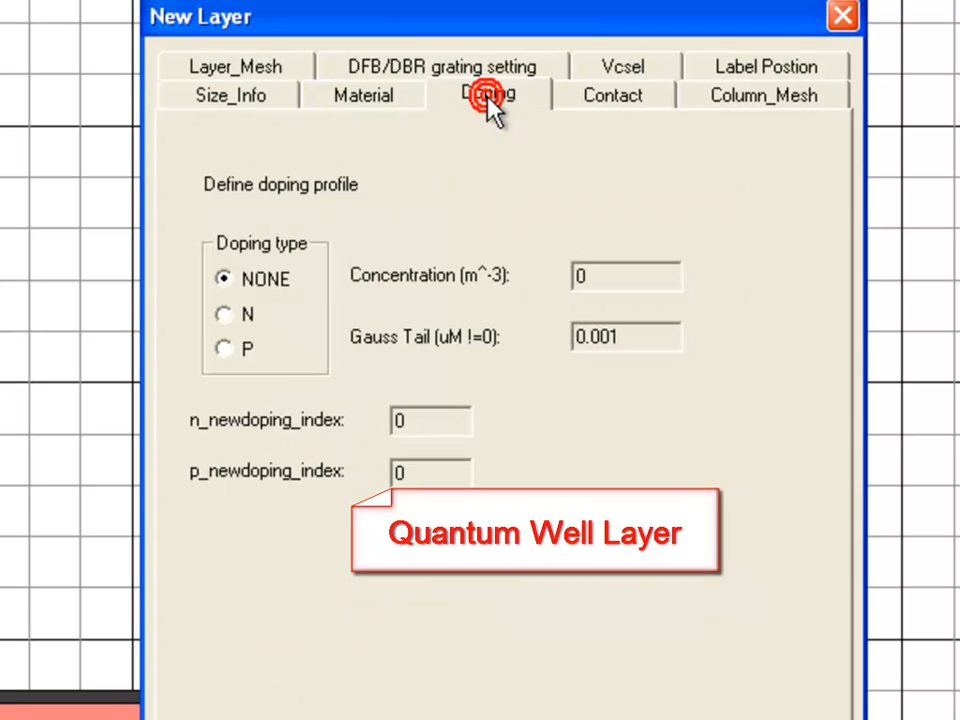 New Layer
Layer_Mesh DFB/DBR grating setting Vcsel Label Postion
Size_Info Material Doping Contact Column_Mesh
Define doping profile
Doping type
NONE Concentration (m^-3): 0
N
Gauss Tail (uM !=0): 0.001
P
n_newdoping_index: 0
p_newdoping_index: 0
Quantum Well Layer